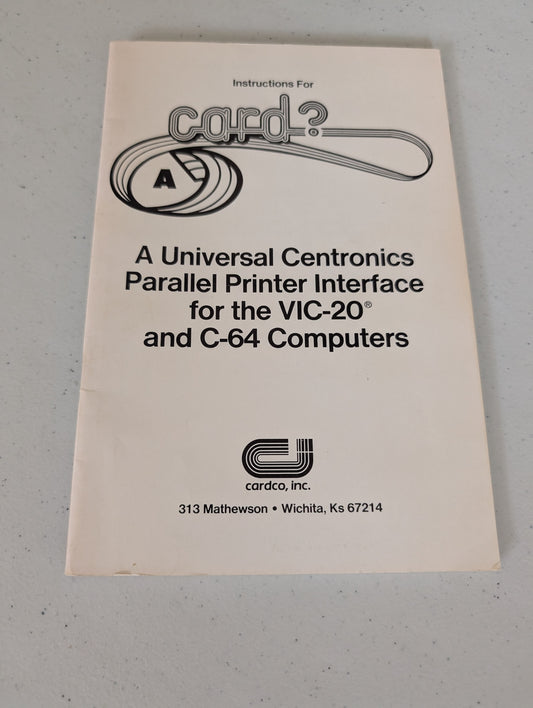 Instructions For
card?
A
A Universal Centronics
Parallel Printer Interface
for the VIC-20®
and C-64 Computers
cardco, inc.
313 Mathewson • Wichita, Ks 67214